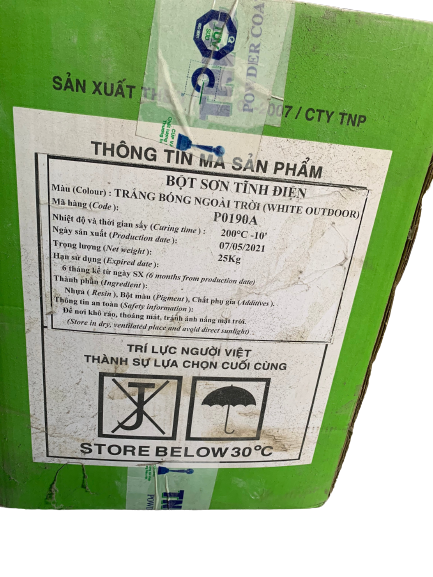 POWDER COA
SẢN XUẤT TH
007 / CTY TNP
THÔNG TIN MÃ SẢN PHẨM
BỘT SƠN TĨNH ĐIỆN
Màu (Colour) : TRẮNG BÓNG NGOÀI TRỜI (WHITE OUTDOOR)
Mã hàng (Code): P0190A
Nhiệt độ và thời gian sấy (Curing time) : 200ºC -10'
Ngày sản xuất (Production date): 07/05/2021
Trọng lượng (Net weight): 25Kg
Hạn sử dụng (Expired date):
6 tháng kể từ ngày SX (6 months from production date)
Thành phần (Ingredient):
Nhựa ( Resin ), Bột màu (Pigment), Chất phụ gia (Additives).
Thông tin an toàn (Safety information):
Để nơi khô ráo, thoáng mát, tránh ánh nắng mặt trời.
(Store in dry, ventilated place and avoid direct sunlight)
TRÍ LỰC NGƯỜI VIỆT
THÀNH SỰ LỰA CHỌN CUỐI CÙNG
STORE BELOW 30ºC